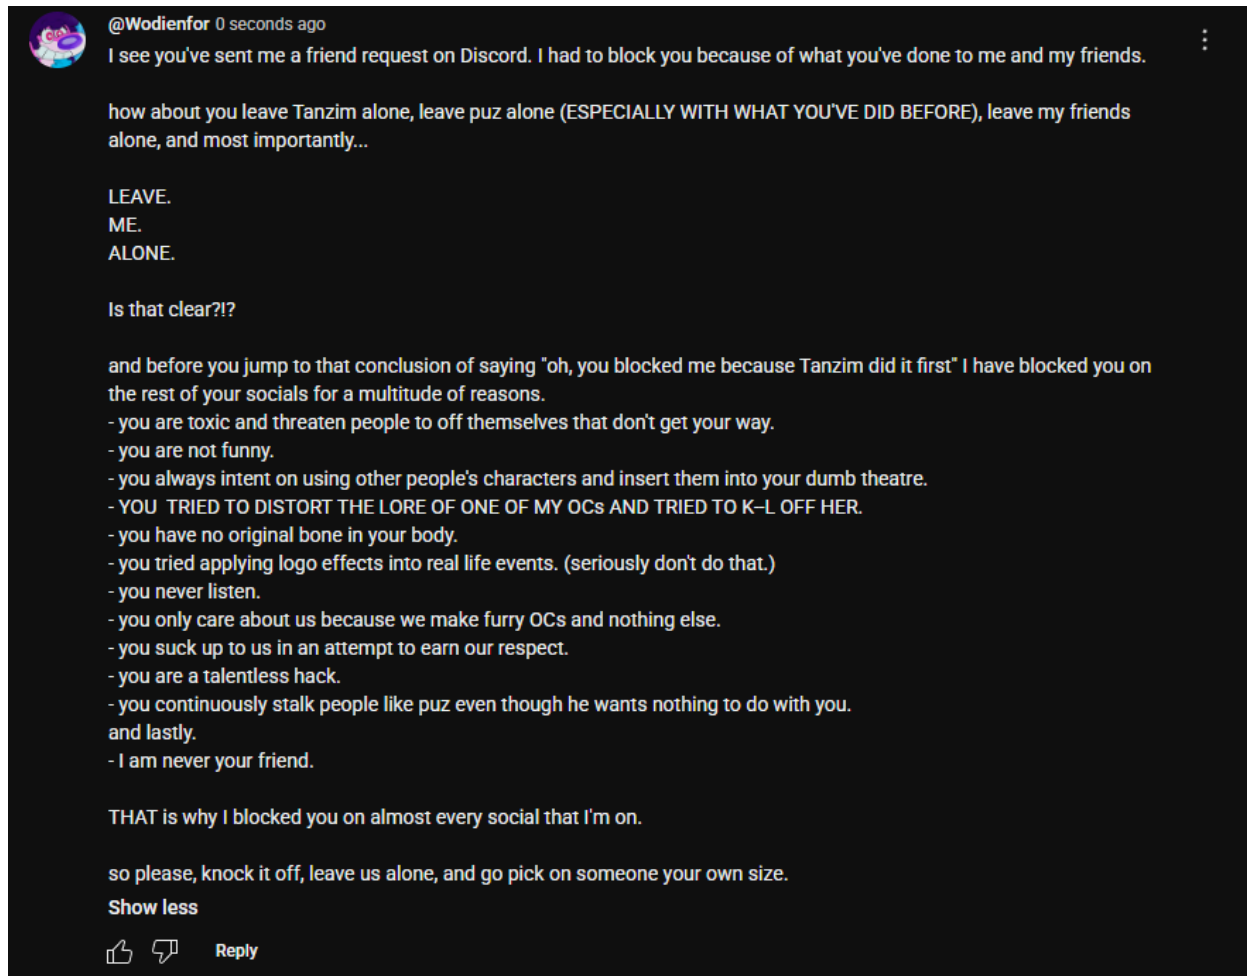 @Wodienfor 0 seconds ago
I see you've sent me a friend request on Discord. I had to block you because of what you've done to me and my friends.
how about you leave Tanzim alone, leave puz alone (ESPECIALLY WITH WHAT YOU'VE DID BEFORE), leave my friends
alone, and most importantly...
LEAVE.
ME.
ALONE.
Is that clear?!?
and before you jump to that conclusion of saying "oh, you blocked me because Tanzim did it first" I have blocked you on
the rest of your socials for a multitude of reasons.
- you are toxic and threaten people to off themselves that don't get your way.
- you are not funny.
- you always intent on using other people's characters and insert them into your dumb theatre.
- YOU  TRIED TO DISTORT THE LORE OF ONE OF MY OCs AND TRIED TO K--L OFF HER.
- you have no original bone in your body.
- you tried applying logo effects into real life events. (seriously don't do that.)
- you never listen.
- you only care about us because we make furry OCs and nothing else.
- you suck up to us in an attempt to earn our respect.
- you are a talentless hack.
- you continuously stalk people like puz even though he wants nothing to do with you.
and lastly.
- I am never your friend.
THAT is why I blocked you on almost every social that I'm on.
so please, knock it off, leave us alone, and go pick on someone your own size.
Show less
Reply